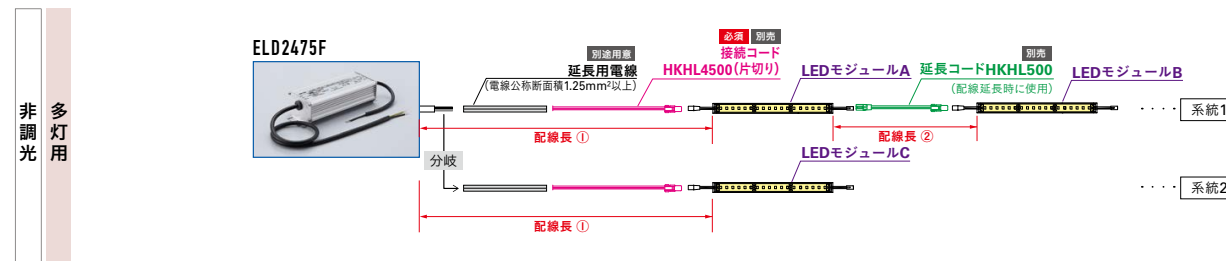 非調光
多灯用
ELD2475F
別途用意
延長用電線
(電線公称断面積1.25mm²以上)
必須 別売
接続コード
HKHL4500(片切り)
LEDモジュールA
別売
延長コードHKHL500
(配線延長時に使用)
LEDモジュールB
‥‥ 系統1
配線長 ①
配線長 ②
分岐
LEDモジュールC
‥‥ 系統2
配線長 ①